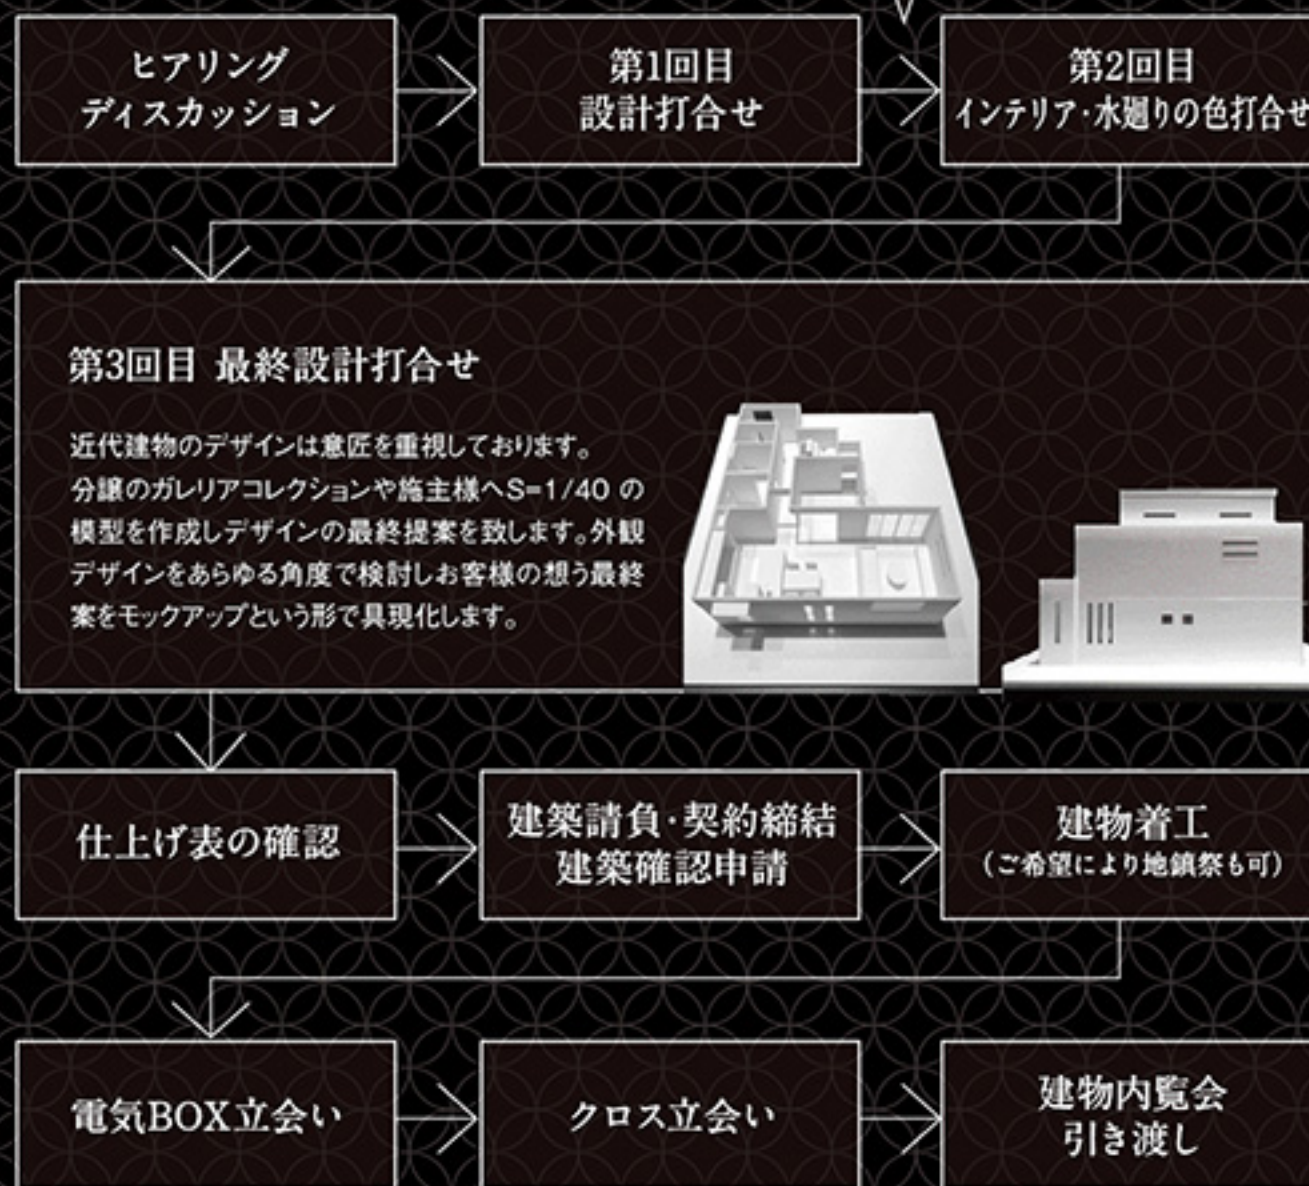 ヒアリング
ディスカッション
第1回目
設計打合せ
第2回目
インテリア・水廻りの色打合せ
第3回目 最終設計打合せ
近代建物のデザインは意匠を重視しております。
分譲のガレリアコレクションや施主様へS=1/40 の
模型を作成しデザインの最終提案を致します。外観
デザインをあらゆる角度で検討しお客様の想う最終
案をモックアップという形で具現化します。
仕上げ表の確認
建築請負・契約締結
建築確認申請
建物着工
（ご希望により地鎮祭も可）
電気BOX立会い
クロス立会い
建物内覧会
引き渡し